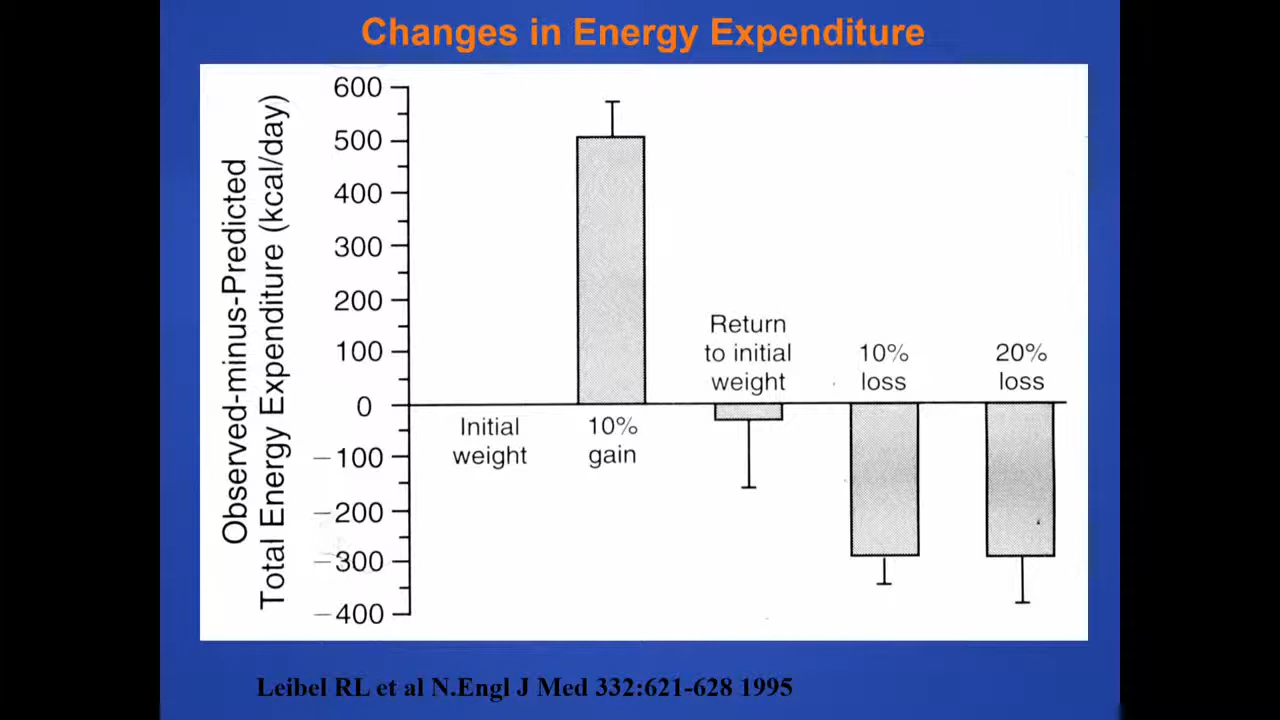 Changes in Energy Expenditure
Observed-minus-Predicted
Total Energy Expenditure (kcal/day)
600
500
400
300
200
100
0
−100
−200
−300
−400
Initial
weight
10%
gain
Return
to initial
weight
10%
loss
20%
loss
Leibel RL et al N.Engl J Med 332:621-628 1995